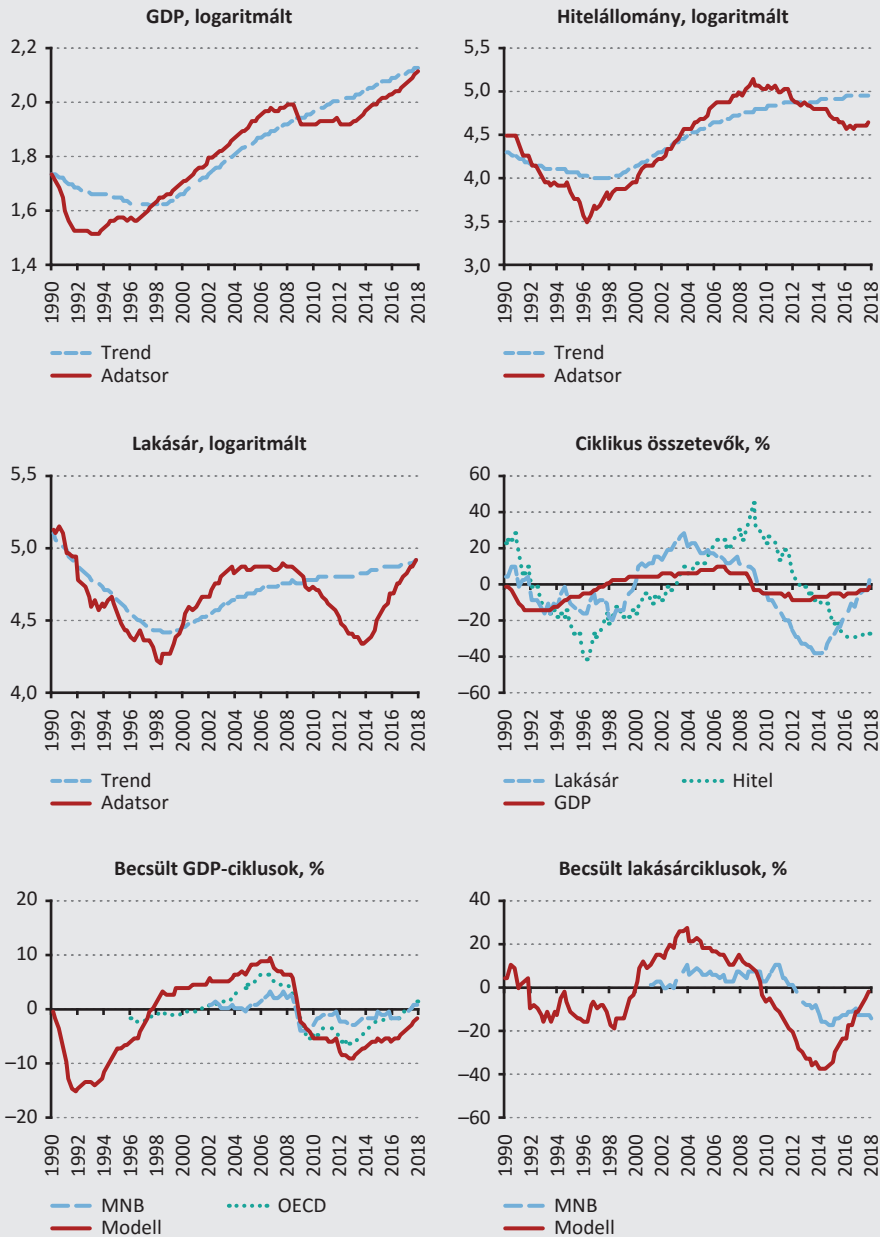 GDP, logaritmált
2,2
2,0
1,8
1,6
1,4
1990 1992 1994 1996 1998 2000 2002 2004 2006 2008 2010 2012 2014 2016 2018
Trend
Adatsor
Hitelállomány, logaritmált
5,5
5,0
4,5
4,0
3,5
3,0
1990 1992 1994 1996 1998 2000 2002 2004 2006 2008 2010 2012 2014 2016 2018
Trend
Adatsor
Lakásár, logaritmált
5,5
5,0
4,5
4,0
1990 1992 1994 1996 1998 2000 2002 2004 2006 2008 2010 2012 2014 2016 2018
Trend
Adatsor
Ciklikus összetevők, %
60
40
20
0
−20
−40
−60
1990 1992 1994 1996 1998 2000 2002 2004 2006 2008 2010 2012 2014 2016 2018
Lakásár Hitel
GDP
Becsült GDP-ciklusok, %
20
10
0
−10
−20
1990 1992 1994 1996 1998 2000 2002 2004 2006 2008 2010 2012 2014 2016 2018
MNB OECD
Modell
Becsült lakásárciklusok, %
40
20
0
−20
−40
−60
1990 1992 1994 1996 1998 2000 2002 2004 2006 2008 2010 2012 2014 2016 2018
MNB
Modell